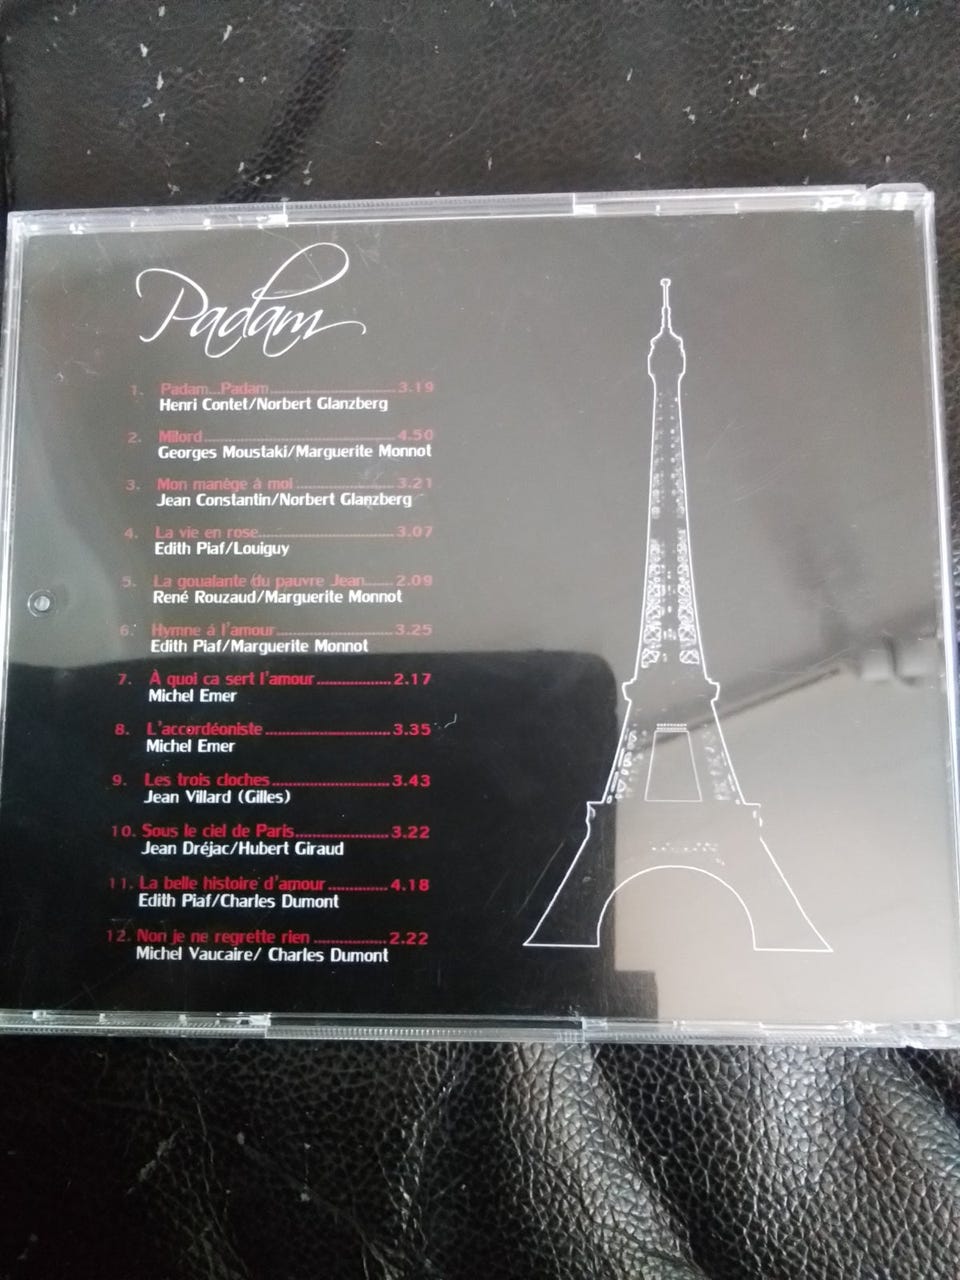 Padam
1. Padam...Padam 3.19
Henri Contet/Norbert Glanzberg
2. Milord 4.50
Georges Moustaki/Marguerite Monnot
3. Mon manège á moi 3.21
Jean Constantin/Norbert Glanzberg
4. La vie en rose 3.07
Edith Piaf/Louiguy
5. La goualante du pauvre Jean 2.09
René Rouzaud/Marguerite Monnot
6. Hymne á l'amour 3.25
Edith Piaf/Marguerite Monnot
7. À quoi ca sert l'amour 2.17
Michel Emer
8. L'accordéoniste 3.35
Michel Emer
9. Les trois cloches 3.43
Jean Villard (Gilles)
10. Sous le ciel de Paris 3.22
Jean Dréjac/Hubert Giraud
11. La belle histoire d'amour 4.18
Edith Piaf/Charles Dumont
12. Non je ne regrette rien 2.22
Michel Vaucaire/ Charles Dumont